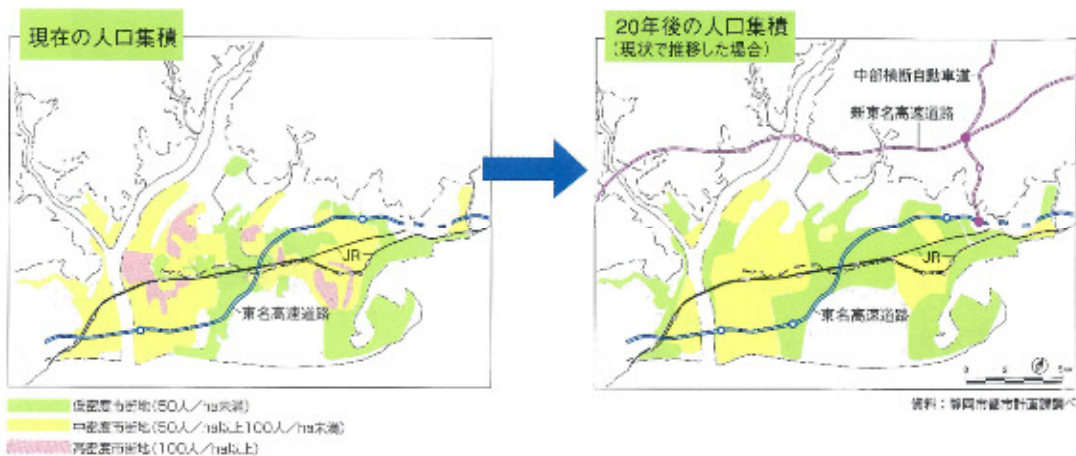 現在の人口集積
20年後の人口集積
(現状で推移した場合)
中部横断自動車道
新東名高速道路
JR
東名高速道路
JR
東名高速道路
0 2 5㎞
資料：静岡市都市計画課調べ
低密度市街地(50人／ha未満)
中密度市街地(50人／ha以上100人／ha未満)
高密度市街地(100人／ha以上)